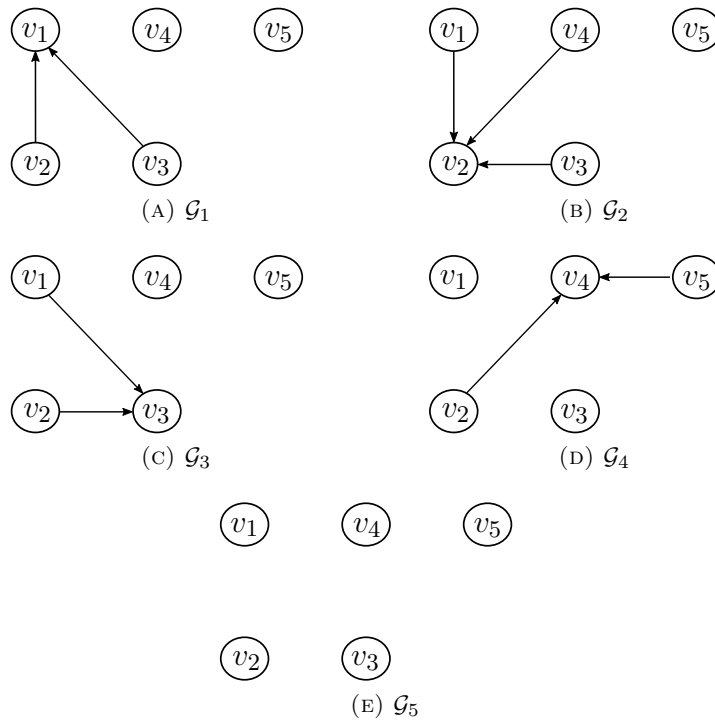 v₁ v₄ v₅
v₂ v₃
(A) 𝒢₁
v₁ v₄ v₅
v₂ v₃
(B) 𝒢₂
v₁ v₄ v₅
v₂ v₃
(C) 𝒢₃
v₁ v₄ v₅
v₂ v₃
(D) 𝒢₄
v₁ v₄ v₅
v₂ v₃
(E) 𝒢₅